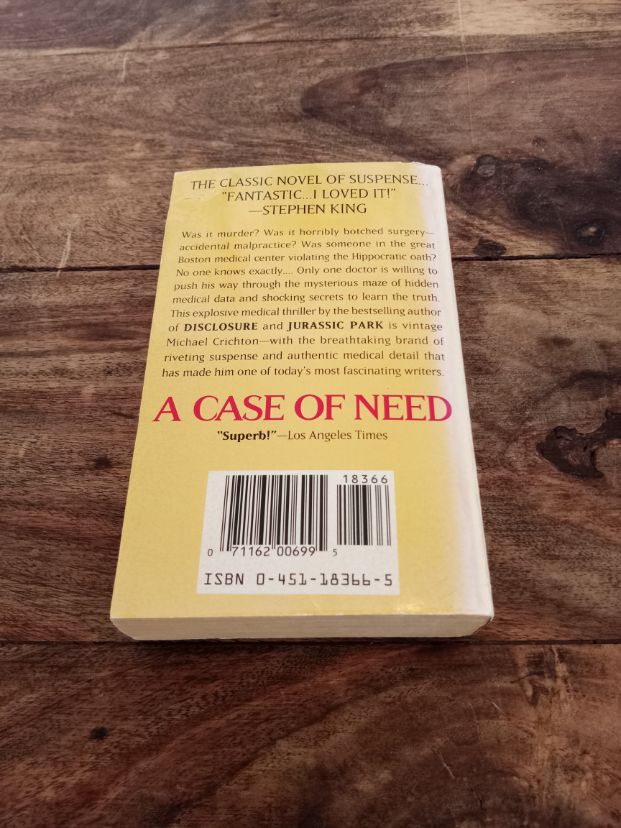 THE CLASSIC NOVEL OF SUSPENSE...
"FANTASTIC...I LOVED IT!"
—STEPHEN KING
Was it murder? Was it horribly botched surgery—
accidental malpractice? Was someone in the great
Boston medical center violating the Hippocratic oath?
No one knows exactly.... Only one doctor is willing to
push his way through the mysterious maze of hidden
medical data and shocking secrets to learn the truth.
This explosive medical thriller by the bestselling author
of DISCLOSURE and JURASSIC PARK is vintage
Michael Crichton—with the breathtaking brand of
riveting suspense and authentic medical detail that
has made him one of today's most fascinating writers.
A CASE OF NEED
"Superb!"—Los Angeles Times
18366
0 71162 00699 5
ISBN 0-451-18366-5